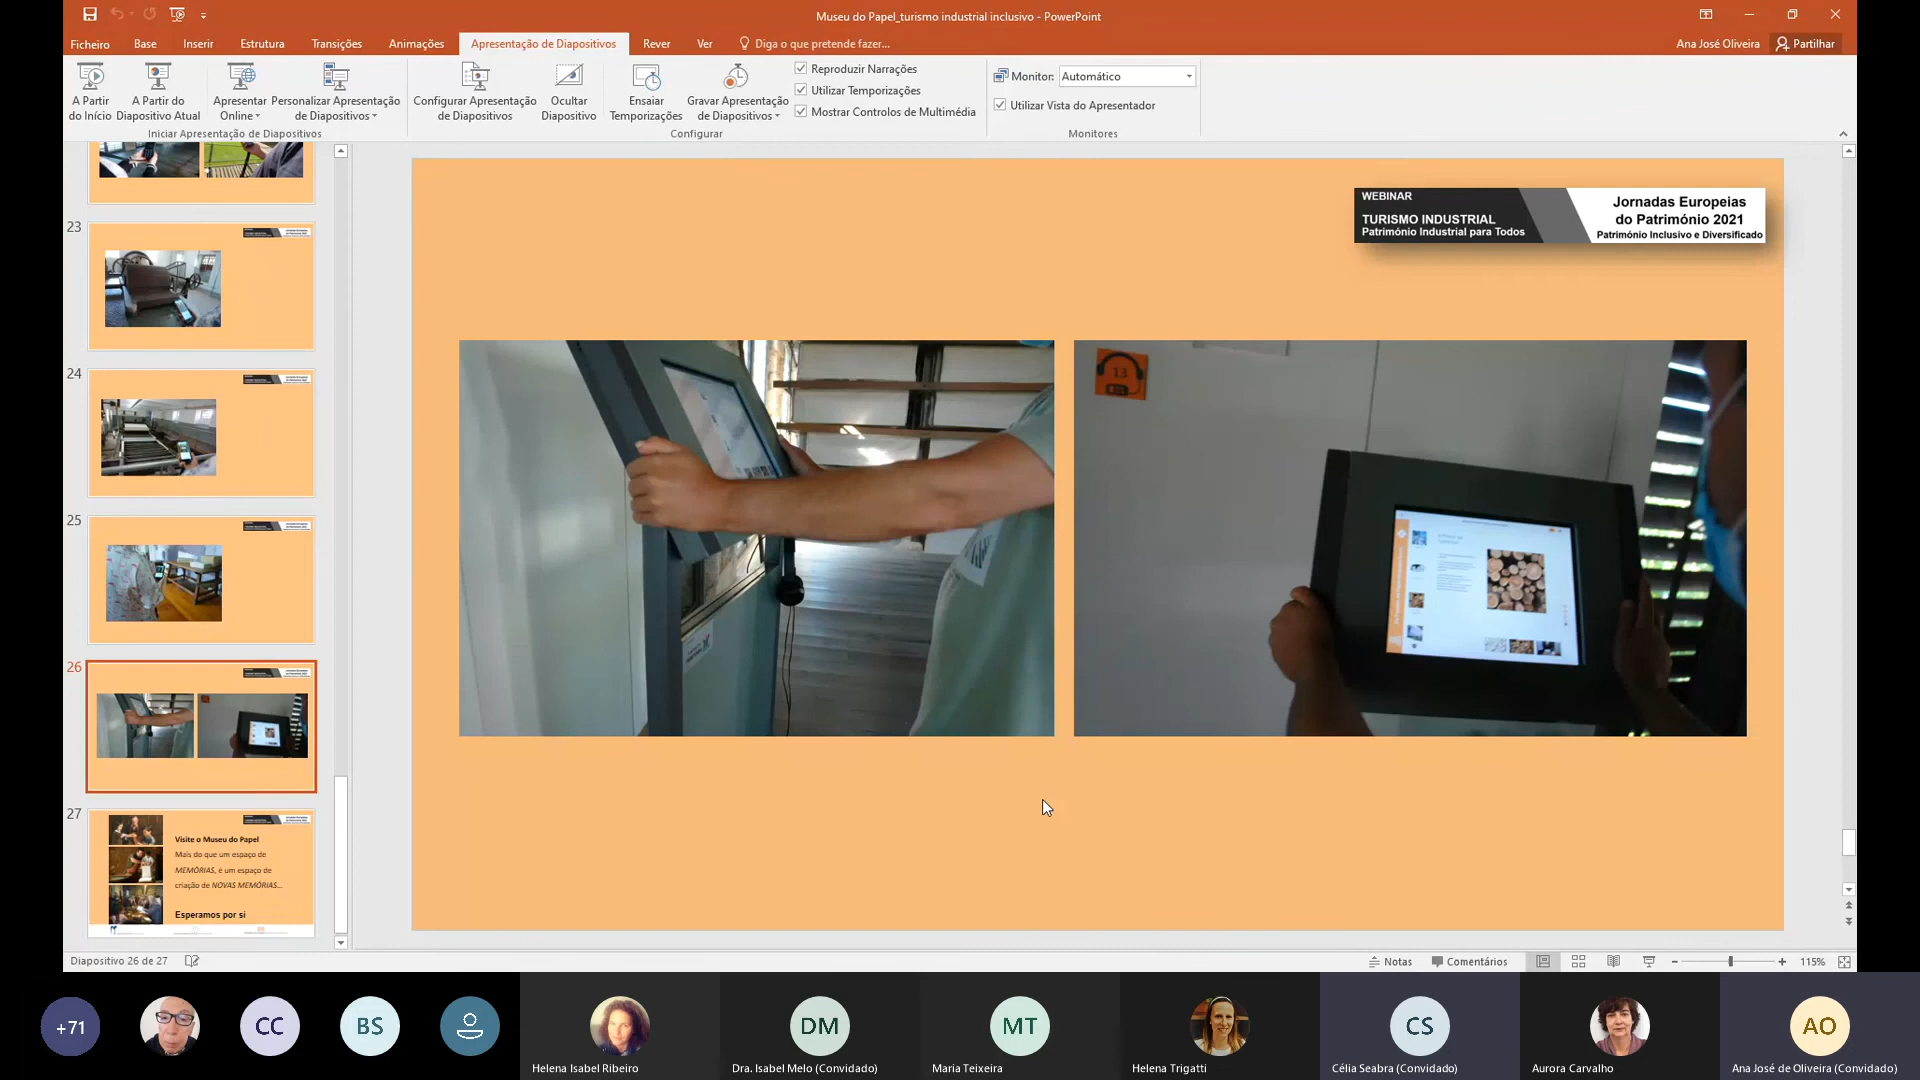 Museu do Papel_turismo industrial inclusivo - PowerPoint
Ficheiro Base Inserir Estrutura Transições Animações Apresentação de Diapositivos Rever Ver Diga o que pretende fazer... Ana José Oliveira Partilhar
A Partir do Início
A Partir do Diapositivo Atual
Apresentar Online
Personalizar Apresentação de Diapositivos
Iniciar Apresentação de Diapositivos
Configurar Apresentação de Diapositivos
Ocultar Diapositivo
Ensaiar Temporizações
Gravar Apresentação de Diapositivos
Reproduzir Narrações
Utilizar Temporizações
Mostrar Controlos de Multimédia
Configurar
Monitor: Automático
Utilizar Vista do Apresentador
Monitores
23
24
25
26
27
Visite o Museu do Papel
Mais do que um espaço de
MEMÓRIAS, é um espaço de
criação de NOVAS MEMÓRIAS...
Esperamos por si
WEBINAR
TURISMO INDUSTRIAL
Património Industrial para Todos
Jornadas Europeias
do Património 2021
Património Inclusivo e Diversificado
13
Diapositivo 26 de 27
Notas Comentários 115%
+71 CC BS DM MT CS AO
Helena Isabel Ribeiro Dra. Isabel Melo (Convidado) Maria Teixeira Helena Trigatti Célia Seabra (Convidado) Aurora Carvalho Ana José de Oliveira (Convidado)